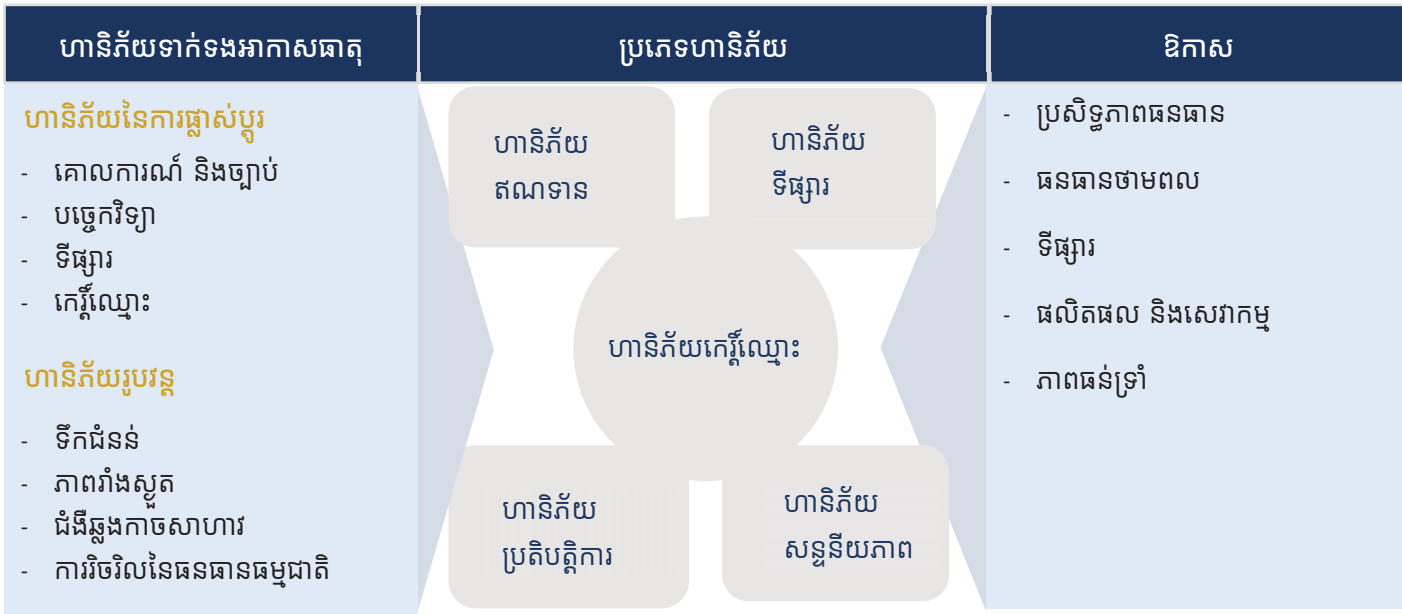 ហានិភ័យទាក់ទងអាកាសធាតុ
ប្រភេទហានិភ័យ
ឱកាស
ហានិភ័យនៃការផ្លាស់ប្តូរ
- គោលការណ៍ និងច្បាប់
- បច្ចេកវិទ្យា
- ទីផ្សារ
- កេរ្តិ៍ឈ្មោះ
ហានិភ័យរូបវន្ត
- ទឹកជំនន់
- ភាពរាំងស្ងួត
- ជំងឺឆ្លងកាចសាហាវ
- ការរិចរិលនៃធនធានធម្មជាតិ
ហានិភ័យ
ឥណទាន
ហានិភ័យ
ទីផ្សារ
ហានិភ័យកេរ្តិ៍ឈ្មោះ
ហានិភ័យ
ប្រតិបត្តិការ
ហានិភ័យ
សន្ទនីយភាព
- ប្រសិទ្ធភាពធនធាន
- ធនធានថាមពល
- ទីផ្សារ
- ផលិតផល និងសេវាកម្ម
- ភាពធន់ទ្រាំ